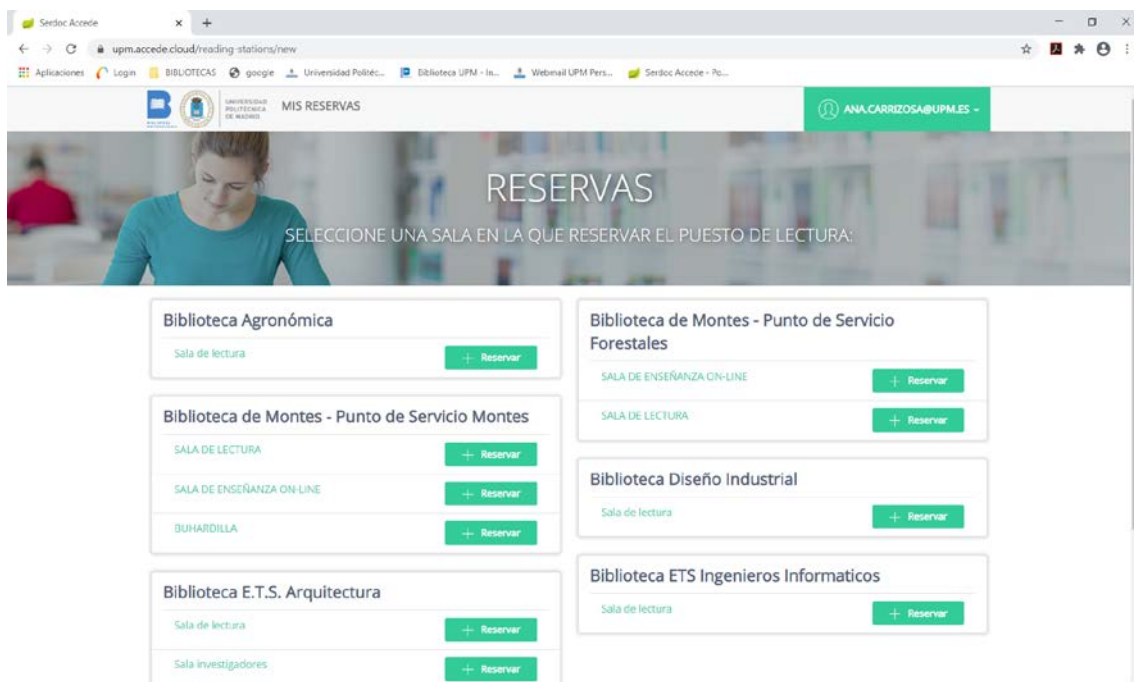 Serdoc Accede
upm.accede.cloud/reading-stations/new
Aplicaciones Login BIBLIOTECAS google Universidad Politéc... Biblioteca UPM - In... Webmail UPM Pers... Serdoc Accede - Po...
UNIVERSIDAD
POLITÉCNICA
DE MADRID
MIS RESERVAS
ANA.CARRIZOSA@UPM.ES
RESERVAS
SELECCIONE UNA SALA EN LA QUE RESERVAR EL PUESTO DE LECTURA:
Biblioteca Agronómica
Sala de lectura + Reservar
Biblioteca de Montes - Punto de Servicio Montes
SALA DE LECTURA + Reservar
SALA DE ENSEÑANZA ON-LINE + Reservar
BUHARDILLA + Reservar
Biblioteca E.T.S. Arquitectura
Sala de lectura + Reservar
Sala investigadores + Reservar
Biblioteca de Montes - Punto de Servicio
Forestales
SALA DE ENSEÑANZA ON-LINE + Reservar
SALA DE LECTURA + Reservar
Biblioteca Diseño Industrial
Sala de lectura + Reservar
Biblioteca ETS Ingenieros Informaticos
Sala de lectura + Reservar